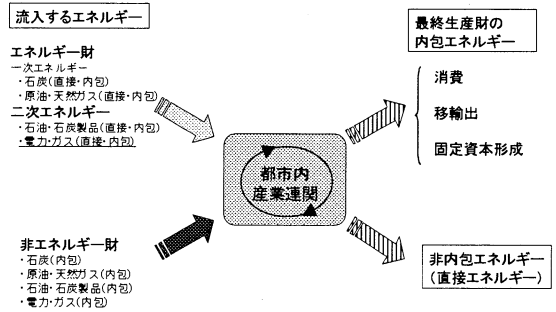 流入するエネルギー
エネルギー財
一次エネルギー
・石炭(直接・内包)
・原油・天然ガス(直接・内包)
二次エネルギー
・石油・石炭製品(直接・内包)
・電力・ガス(直接・内包)
非エネルギー財
・石炭(内包)
・原油・天然ガス(内包)
・石油・石炭製品(内包)
・電力・ガス(内包)
都市内
産業連関
最終生産財の
内包エネルギー
消費
移輸出
固定資本形成
非内包エネルギー
(直接エネルギー)